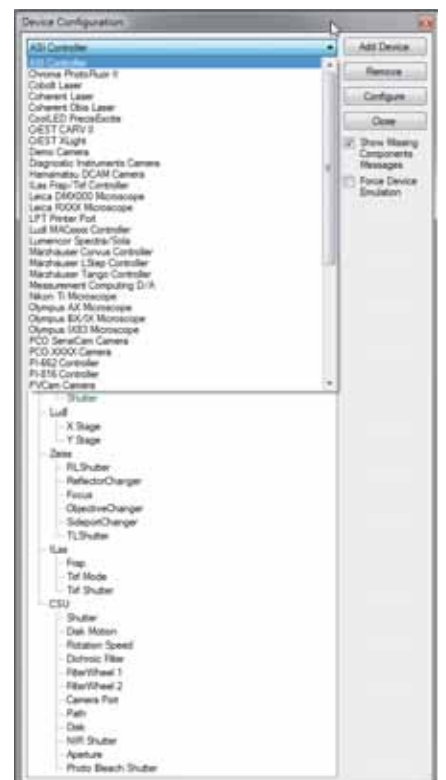 Device Configuration
ASI Controller
Add Device
ASI Controller
Chroma PhotoFluor II
Remove
Cobolt Laser
Coherent Laser
Configure
Coherent Obis Laser
CoolLED PrecisExcite
Close
CrEST CARV II
CrEST XLight
Show Missing Components Messages
Demo Camera
Diagnostic Instruments Camera
Hamamatsu DCAM Camera
Force Device Emulation
iLas Frap/Tirf Controller
Leica DMXXXX Microscope
Leica RXXX Microscope
LPT Printer Port
Ludl MACxxxx Controller
Lumencor Spectra/Sola
Marzhauser Corvus Controller
Marzhauser LStep Controller
Marzhauser Tango Controller
Measurement Computing D/A
Nikon Ti Microscope
Olympus AX Microscope
Olympus BX/IX Microscope
Olympus IX83 Microscope
PCO SensiCam Camera
PCO XXXX Camera
PI-662 Controller
PI-816 Controller
PVCam Camera
Shutter
Ludl
X Stage
Y Stage
Zeiss
RLShutter
ReflectorChanger
Focus
ObjectiveChanger
SideportChanger
TLShutter
iLas
Frap
Tirf Mode
Tirf Shutter
CSU
Shutter
Disk Motion
Rotation Speed
Dichroic Filter
FilterWheel 1
FilterWheel 2
Camera Port
Path
Disk
NIR Shutter
Aperture
Photo Bleach Shutter